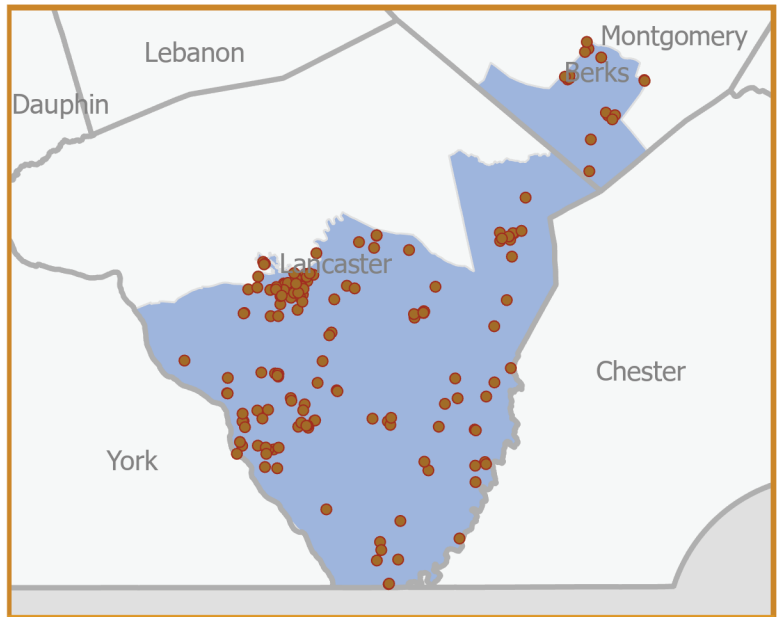 Montgomery
Lebanon
Berks
Dauphin
Lancaster
Chester
York